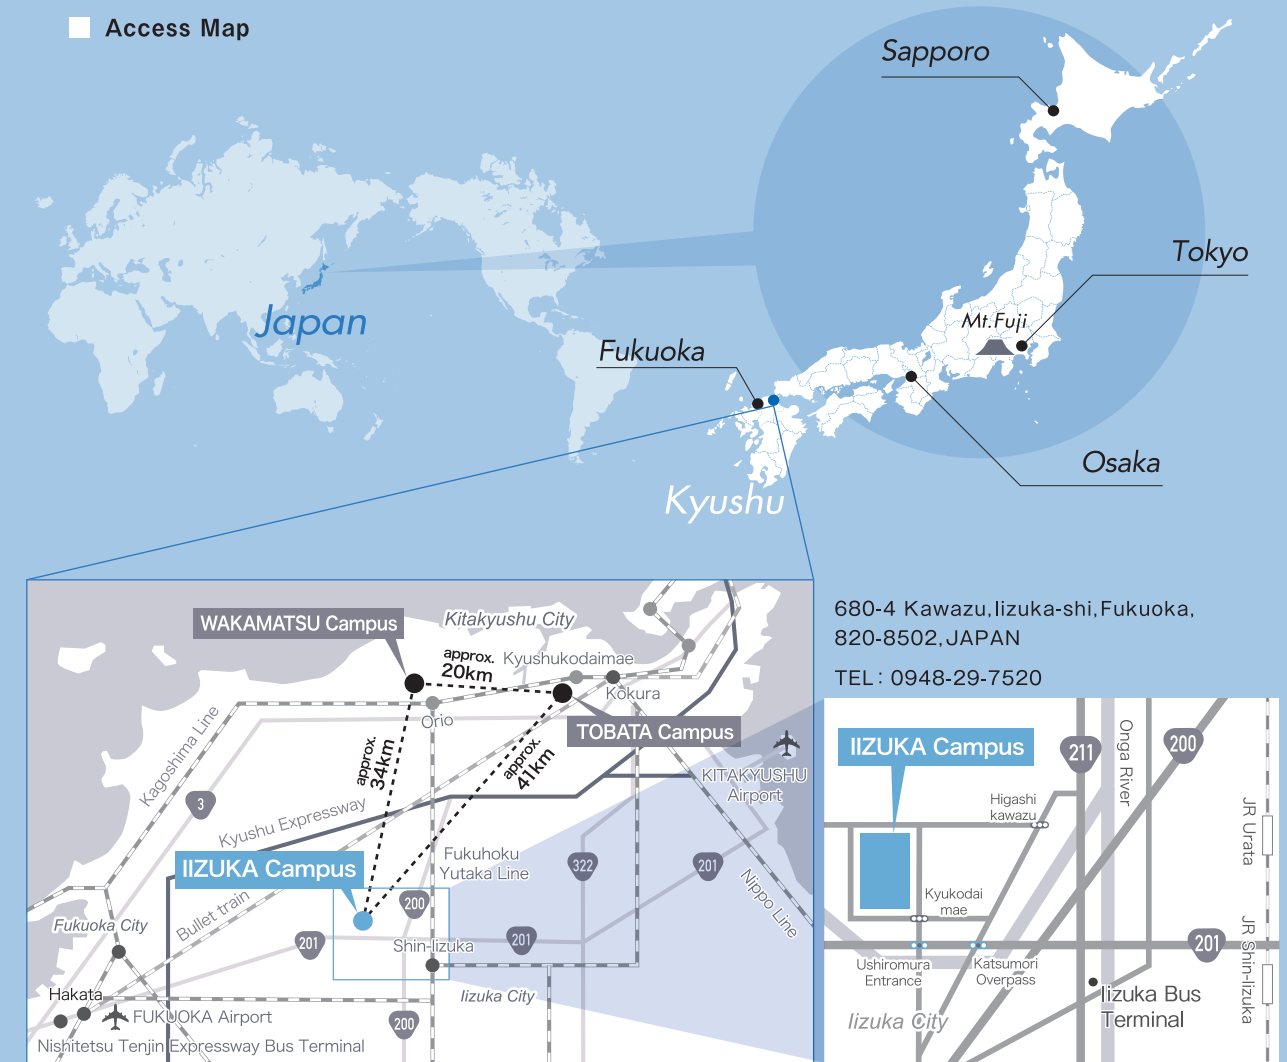 Access Map
Sapporo
Tokyo
Mt.Fuji
Japan
Fukuoka
Osaka
Kyushu
680-4 Kawazu,Iizuka-shi,Fukuoka,
820-8502,JAPAN
TEL : 0948-29-7520
WAKAMATSU Campus
Kitakyushu City
approx.
20km
Kyushukodaimae
Kokura
Orio
TOBATA Campus
Kagoshima Line
approx.
34km
approx.
41km
KITAKYUSHU
Airport
3
Kyushu Expressway
IIZUKA Campus
Fukuhoku
Yutaka Line
322
201
Nippo Line
Bullet train
200
Fukuoka City
201
Shin-Iizuka
201
Hakata
Iizuka City
FUKUOKA Airport
200
Nishitetsu Tenjin Expressway Bus Terminal
IIZUKA Campus
211
Onga River
200
Higashi
kawazu
JR Urata
Kyukodai
mae
201
JR Shin-Iizuka
Ushiromura
Entrance
Katsumori
Overpass
Iizuka Bus
Terminal
Iizuka City